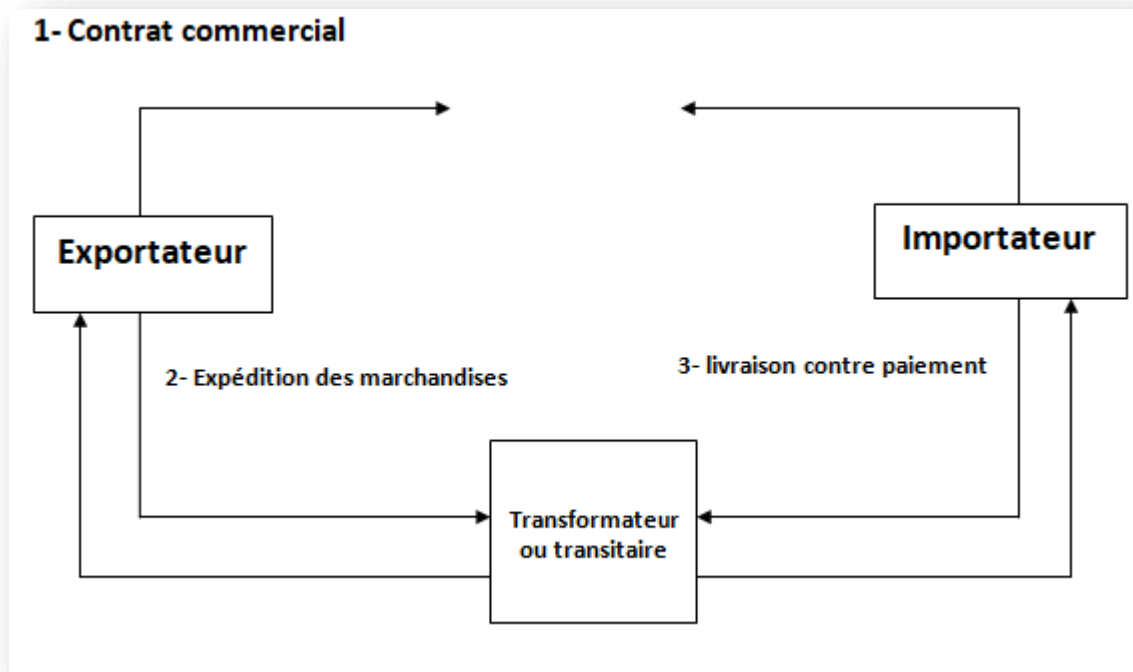 1- Contrat commercial
Exportateur
Importateur
2- Expédition des marchandises
3- livraison contre paiement
Transformateur
ou transitaire